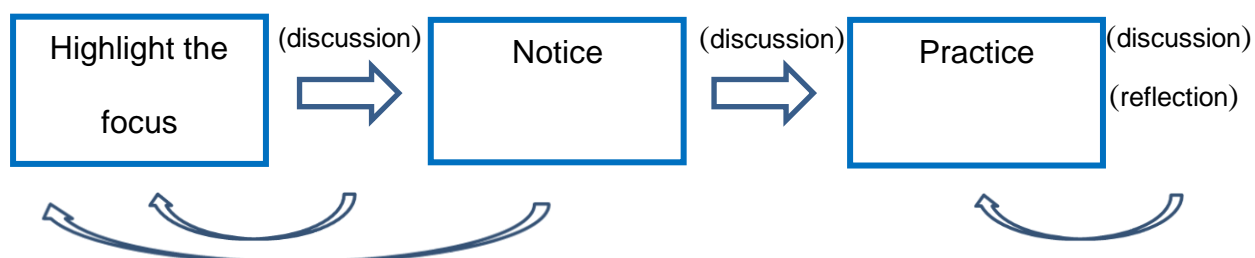 Highlight the
focus
(discussion)
Notice
(discussion)
Practice
(discussion)
(reflection)